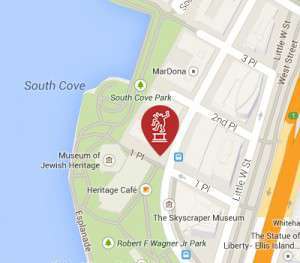 Little W St
West Street
3 Pl
MarDona
South Cove
South Cove Park
2nd Pl
Museum of
Jewish Heritage
1 Pl
1 Pl
Little W St
Heritage Café
The Skyscraper Museum
Esplanade
Whiteha
The Statue of
Liberty - Ellis Island
Robert F Wagner Jr Park